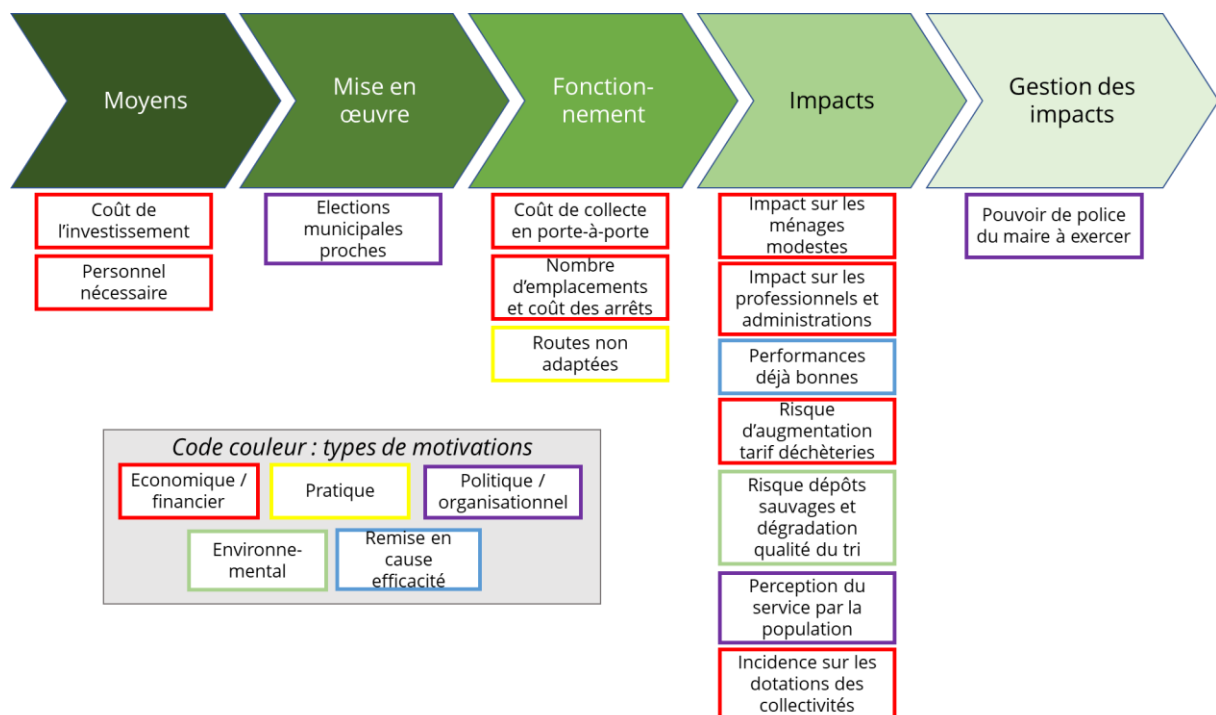 Moyens
Mise en
œuvre
Fonction-
nement
Impacts
Gestion des
impacts
Coût de
l'investissement
Personnel
nécessaire
Elections
municipales
proches
Coût de collecte
en porte-à-porte
Nombre
d'emplacements
et coût des arrêts
Routes non
adaptées
Impact sur les
ménages
modestes
Impact sur les
professionnels et
administrations
Performances
déjà bonnes
Risque
d'augmentation
tarif déchèteries
Risque dépôts
sauvages et
dégradation
qualité du tri
Perception du
service par la
population
Incidence sur les
dotations des
collectivités
Pouvoir de police
du maire à exercer
Code couleur : types de motivations
Economique /
financier
Pratique
Politique /
organisationnel
Environne-
mental
Remise en
cause
efficacité